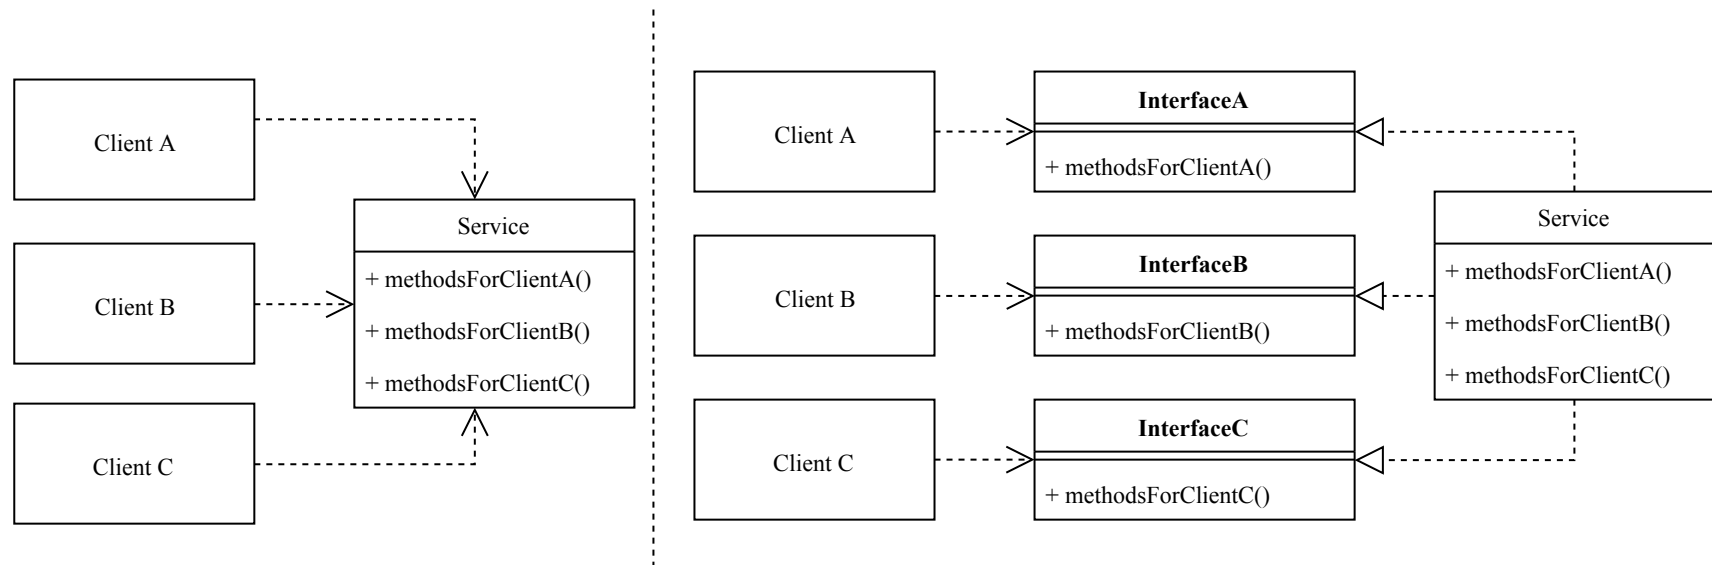 Client A
Client B
Client C
Service
+ methodsForClientA()
+ methodsForClientB()
+ methodsForClientC()
Client A
InterfaceA
+ methodsForClientA()
Client B
InterfaceB
+ methodsForClientB()
Client C
InterfaceC
+ methodsForClientC()
Service
+ methodsForClientA()
+ methodsForClientB()
+ methodsForClientC()